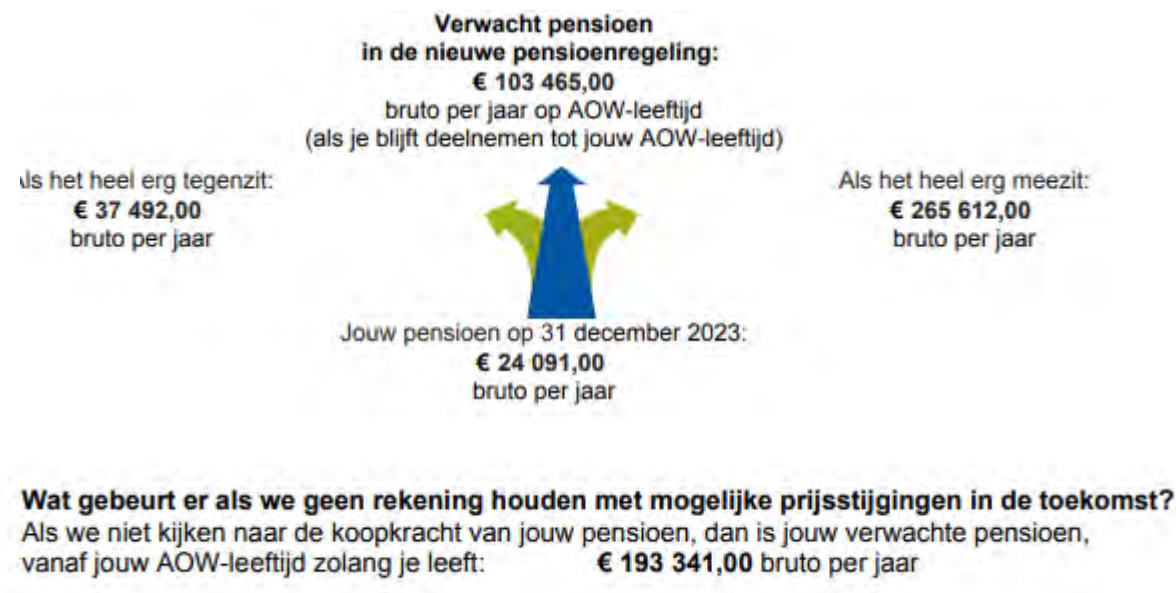 Verwacht pensioen
in de nieuwe pensioenregeling:
€ 103 465,00
bruto per jaar op AOW-leeftijd
(als je blijft deelnemen tot jouw AOW-leeftijd)
ls het heel erg tegenzit:
€ 37 492,00
bruto per jaar
Als het heel erg meezit:
€ 265 612,00
bruto per jaar
Jouw pensioen op 31 december 2023:
€ 24 091,00
bruto per jaar
Wat gebeurt er als we geen rekening houden met mogelijke prijsstijgingen in de toekomst?
Als we niet kijken naar de koopkracht van jouw pensioen, dan is jouw verwachte pensioen,
vanaf jouw AOW-leeftijd zolang je leeft: € 193 341,00 bruto per jaar